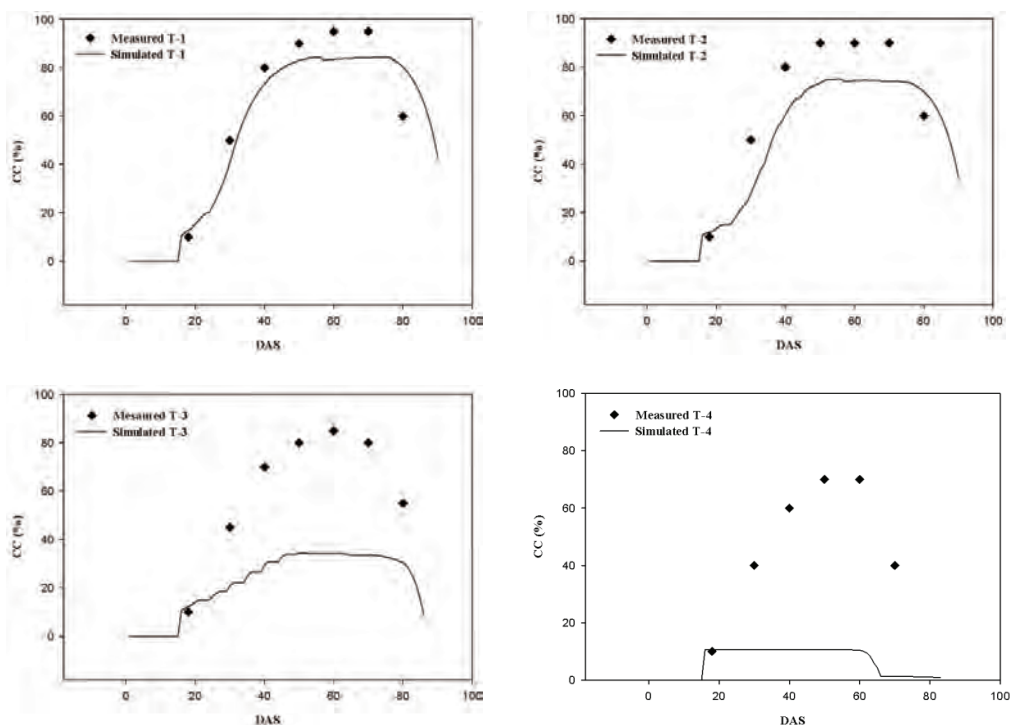 100
80
60
40
20
0
CC (%)
Measured T-1
Simulated T-1
0 20 40 60 80 100
DAS
100
80
60
40
20
0
CC (%)
Measured T-2
Simulated T-2
0 20 40 60 80 100
DAS
100
80
60
40
20
0
CC (%)
Mesaured T-3
Simulated T-3
0 20 40 60 80 100
DAS
100
80
60
40
20
0
CC (%)
Measured T-4
Simulated T-4
0 20 40 60 80 100
DAS